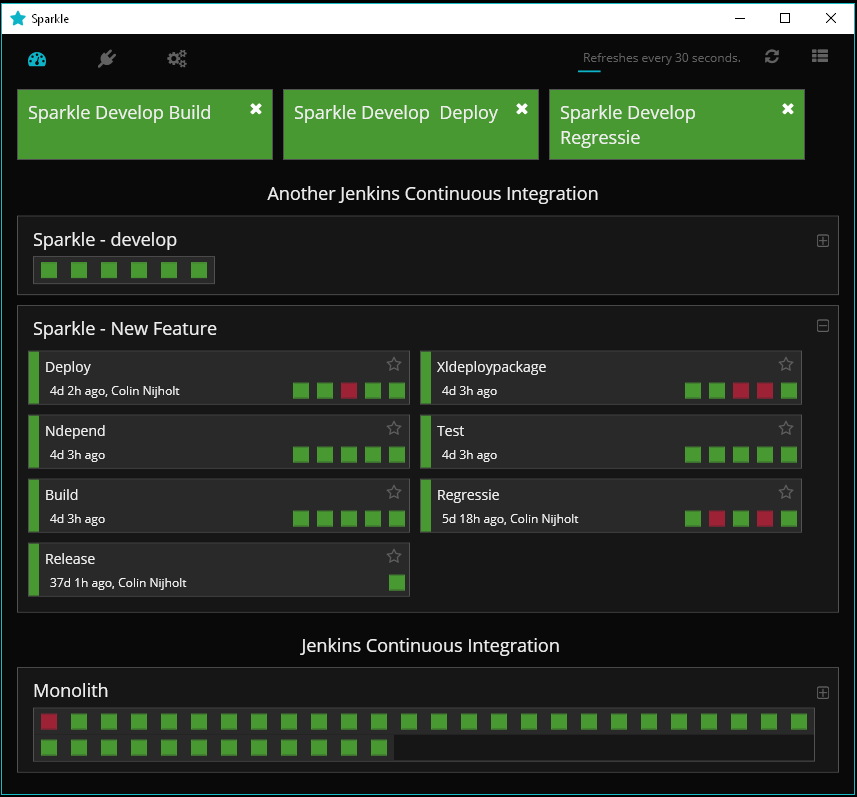 Sparkle
Refreshes every 30 seconds.
Sparkle Develop Build
Sparkle Develop  Deploy
Sparkle Develop
Regressie
Another Jenkins Continuous Integration
Sparkle - develop
Sparkle - New Feature
Deploy
4d 2h ago, Colin Nijholt
Xldeploypackage
4d 3h ago
Ndepend
4d 3h ago
Test
4d 3h ago
Build
4d 3h ago
Regressie
5d 18h ago, Colin Nijholt
Release
37d 1h ago, Colin Nijholt
Jenkins Continuous Integration
Monolith